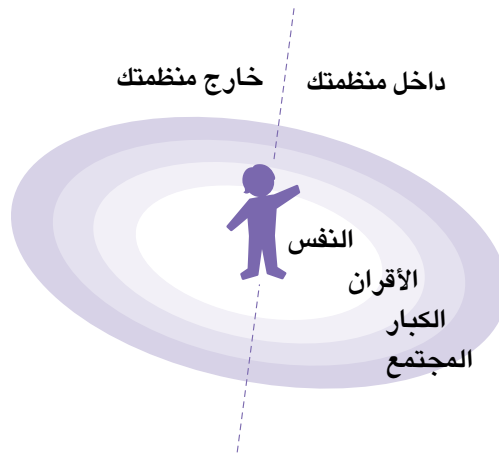 داخل منظمتك
خارج منظمتك
النفس
الأقران
الكبار
المجتمع